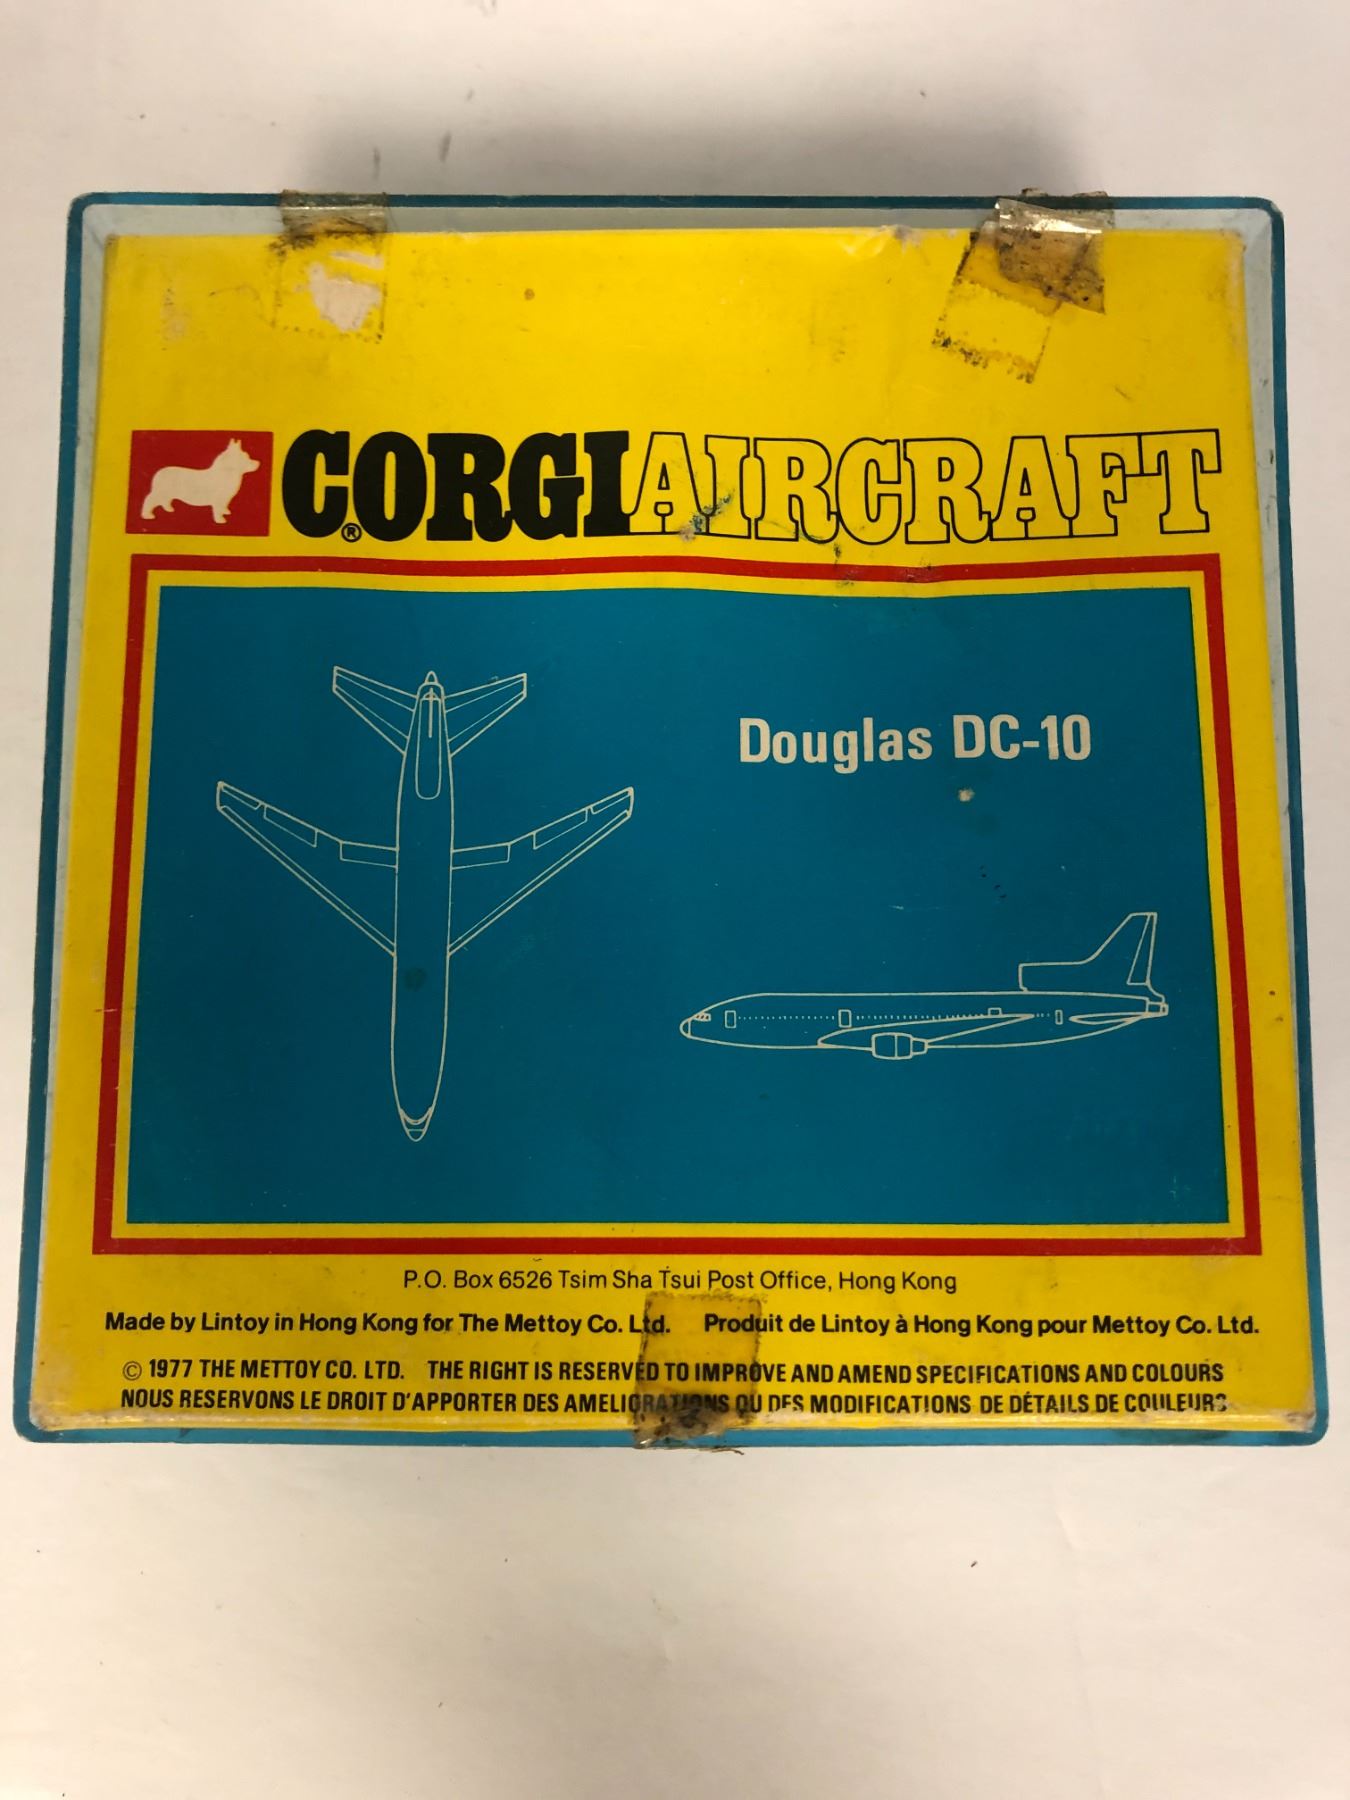 CORGI AIRCRAFT
®
Douglas DC-10
P.O. Box 6526 Tsim Sha Tsui Post Office, Hong Kong
Made by Lintoy in Hong Kong for The Mettoy Co. Ltd. Produit de Lintoy à Hong Kong pour Mettoy Co. Ltd.
© 1977 THE METTOY CO. LTD. THE RIGHT IS RESERVED TO IMPROVE AND AMEND SPECIFICATIONS AND COLOURS
NOUS RESERVONS LE DROIT D'APPORTER DES AMELIORATIONS OU DES MODIFICATIONS DE DÉTAILS DE COULEURS